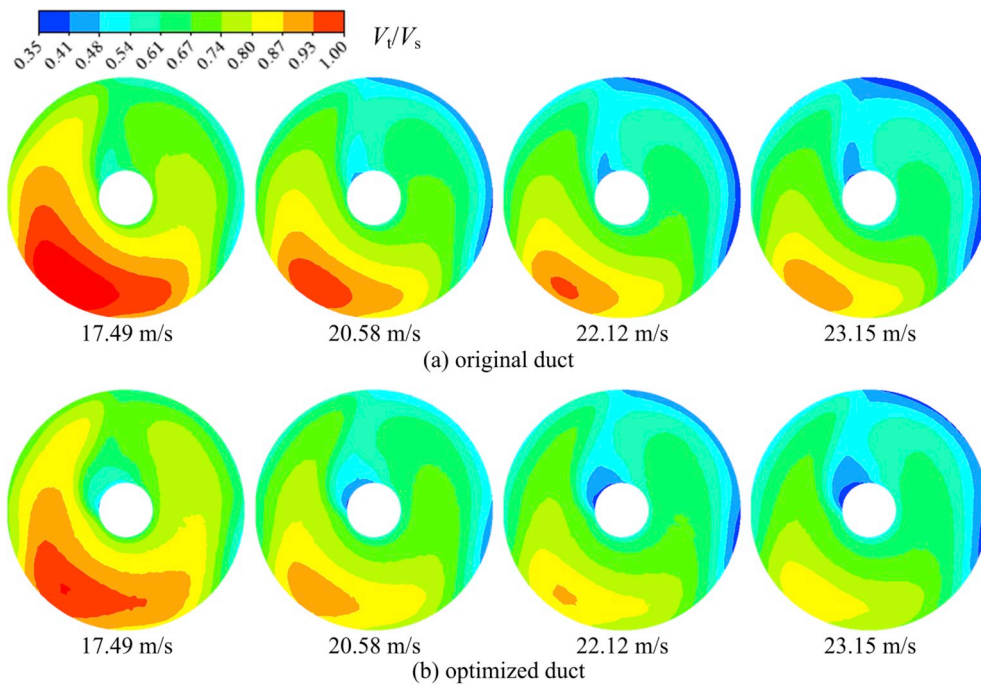 V_t/V_s
0.35 0.41 0.48 0.54 0.61 0.67 0.74 0.80 0.87 0.93 1.00
17.49 m/s 20.58 m/s 22.12 m/s 23.15 m/s
(a) original duct
17.49 m/s 20.58 m/s 22.12 m/s 23.15 m/s
(b) optimized duct